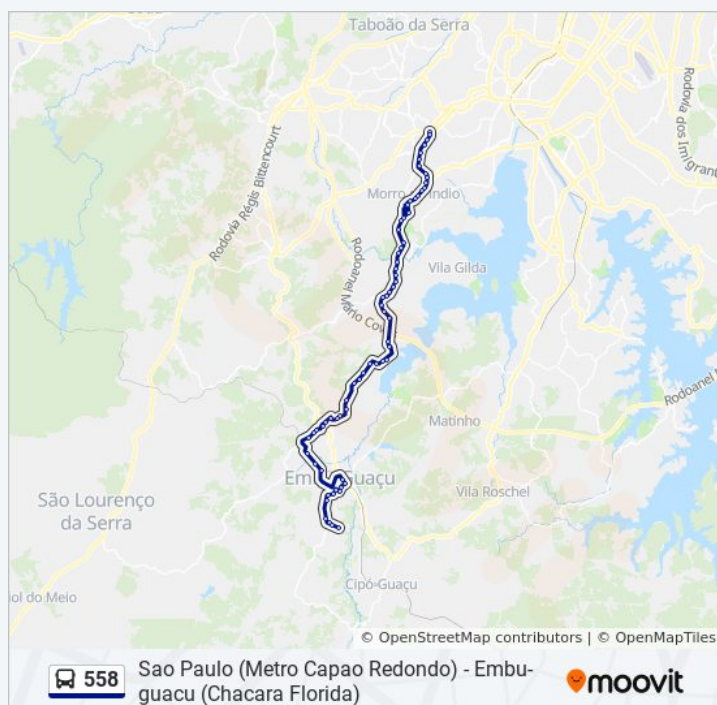 Taboão da Serra
Rodovia dos Imigrant
Rodovia Régis Bittencourt
Morro Índio
Vila Gilda
Rodoanel Mário Cov
Rodoanel
Matinho
Embu-Guaçu
São Lourenço
da Serra
Vila Roschel
Cipó-Guaçu
ol do Meio
© OpenStreetMap contributors | © OpenMapTiles
558
Sao Paulo (Metro Capao Redondo) - Embu-
guacu (Chacara Florida)
moovit